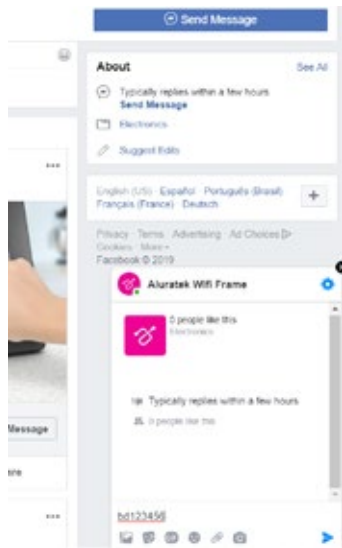 Send Message
About See All
Typically replies within a few hours
Send Message
Electronics
Suggest Edits
English (US) · Español · Português (Brasil) ·
Français (France) · Deutsch
Privacy · Terms · Advertising · Ad Choices
Cookies · More
Facebook © 2019
Aluratek Wifi Frame
0 people like this
Electronics
Typically replies within a few hours
0 people like this
Message